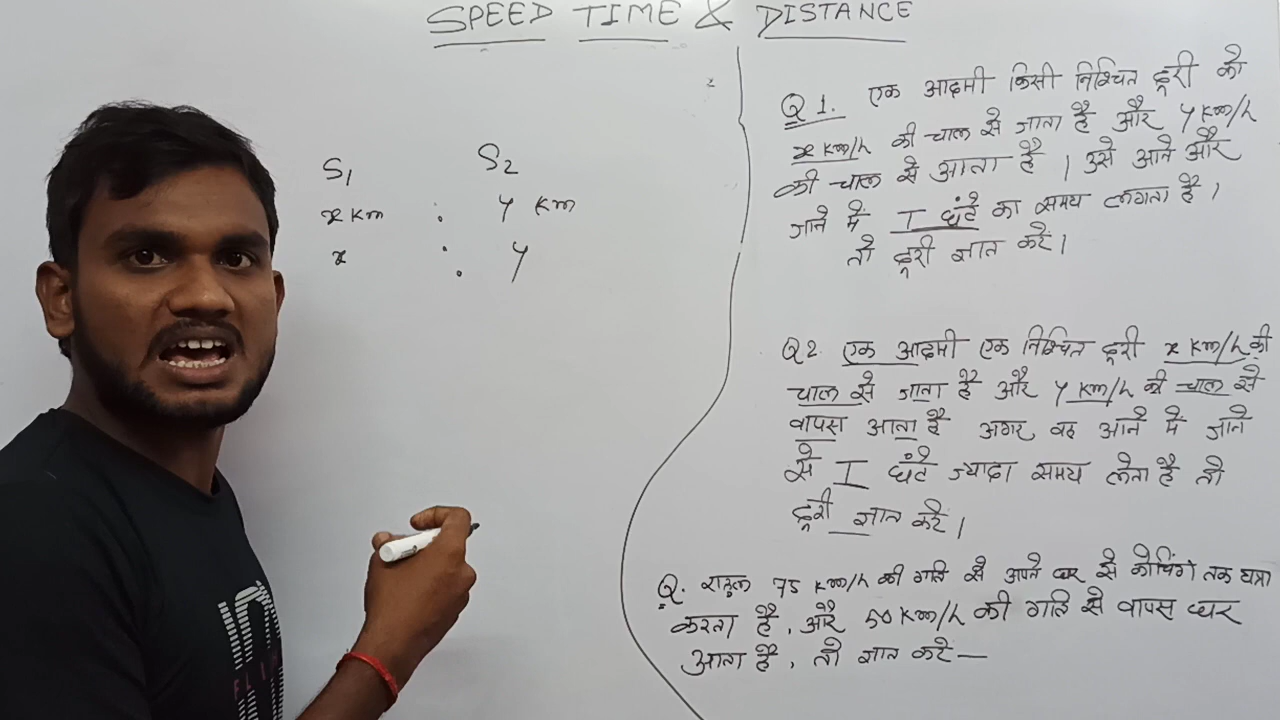 SPEED TIME & DISTANCE
S1 S2
x Km : y Km
x : y
Q 1. एक आदमी किसी निश्चित दूरी को
x Km/h की चाल से जाता है और y Km/h
की चाल से आता है । उसे आने और
जाने में T घंटे का समय लगता है ।
तो दूरी ज्ञात करें ।
Q2. एक आदमी एक निश्चित दूरी x Km/h की
चाल से जाता है और y Km/h की चाल से
वापस आता है अगर वह आने में जाने
से T घंटे ज्यादा समय लेता है तो
दूरी ज्ञात करें ।
Q. राहुल 75 Km/h की गति से अपने घर से कोचिंग तक यात्रा
करता है, और 50 Km/h की गति से वापस घर
आता है, तो ज्ञात करें —
FL